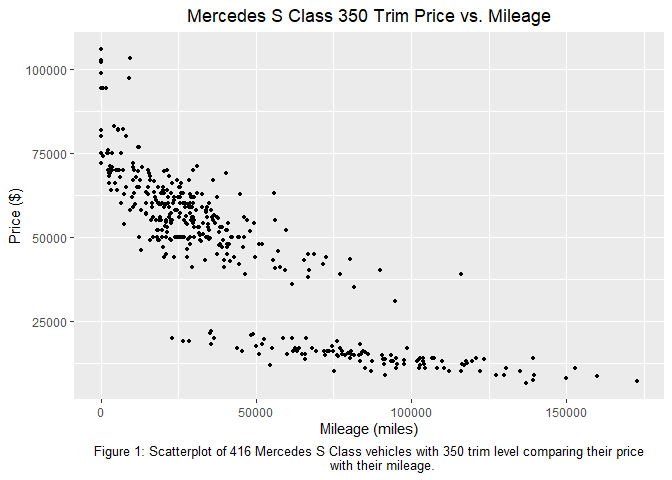 Mercedes S Class 350 Trim Price vs. Mileage
100000
75000
50000
25000
Price ($)
0
50000
100000
150000
Mileage (miles)
Figure 1: Scatterplot of 416 Mercedes S Class vehicles with 350 trim level comparing their price
with their mileage.